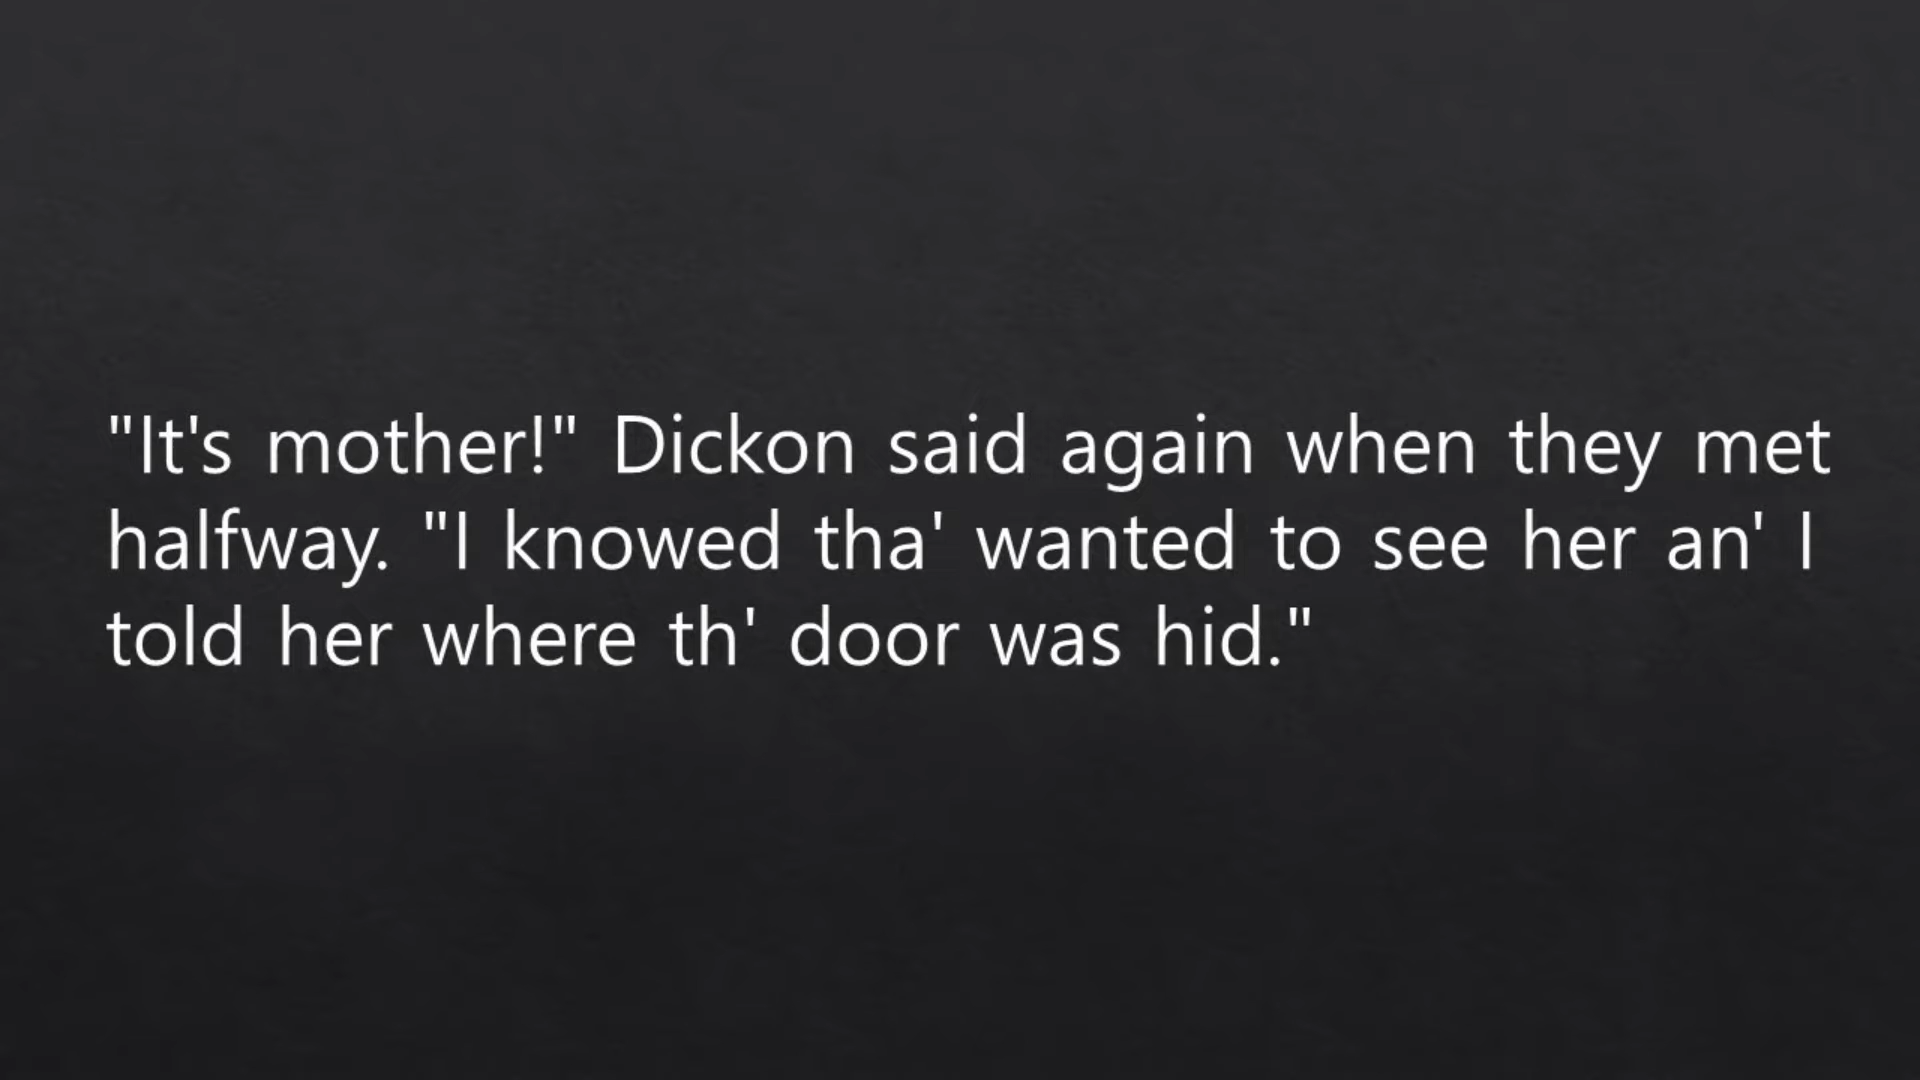 "It's mother!" Dickon said again when they met
halfway. "I knowed tha' wanted to see her an' I
told her where th' door was hid."